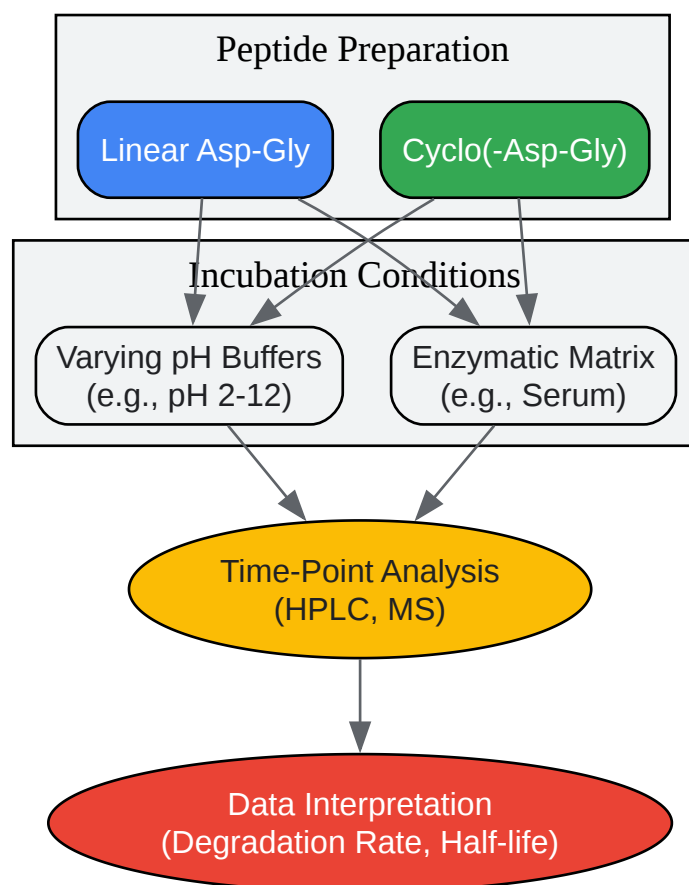 Peptide Preparation
Linear Asp-Gly
Cyclo(-Asp-Gly)
Incubation Conditions
Varying pH Buffers
(e.g., pH 2-12)
Enzymatic Matrix
(e.g., Serum)
Time-Point Analysis
(HPLC, MS)
Data Interpretation
(Degradation Rate, Half-life)